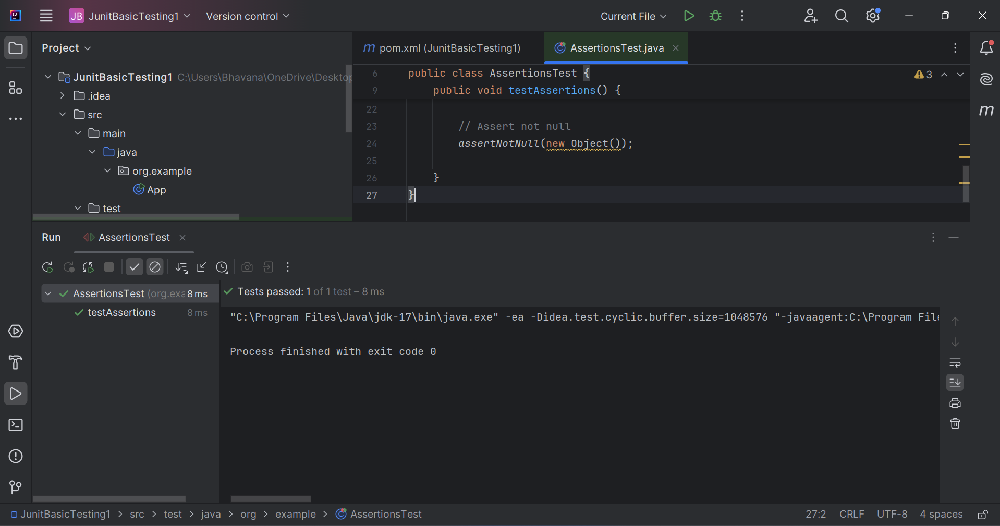 JB JunitBasicTesting1 Version control Current File
Project
JunitBasicTesting1 C:\Users\Bhavana\OneDrive\Desktop
.idea
src
main
java
org.example
App
test
m pom.xml (JunitBasicTesting1) AssertionsTest.java
6 public class AssertionsTest {
9 public void testAssertions() {
22
23 // Assert not null
24 assertNotNull(new Object());
25
26 }
27 }
3
m
Run AssertionsTest
AssertionsTest (org.exa 8 ms
testAssertions 8 ms
Tests passed: 1 of 1 test – 8 ms
"C:\Program Files\Java\jdk-17\bin\java.exe" -ea -Didea.test.cyclic.buffer.size=1048576 "-javaagent:C:\Program File
Process finished with exit code 0
JunitBasicTesting1 > src > test > java > org > example > AssertionsTest
27:2 CRLF UTF-8 4 spaces